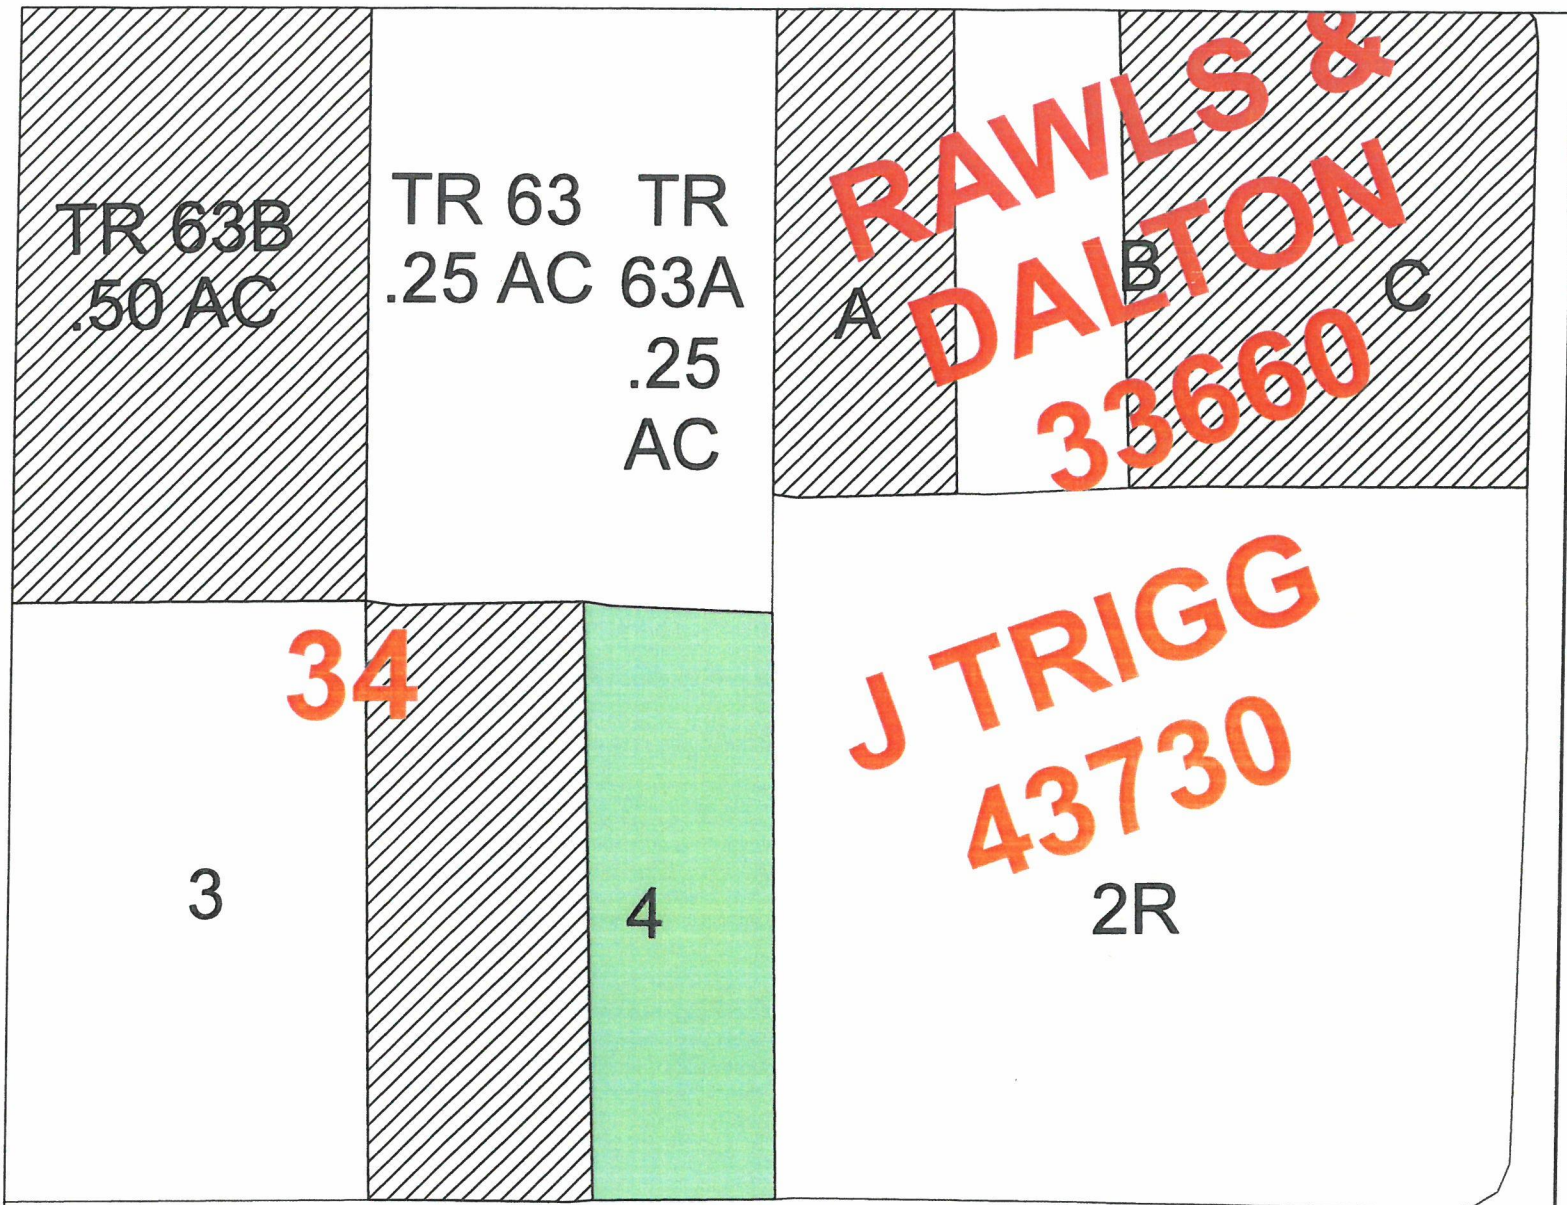 TR 63B
.50 AC
TR 63
.25 AC
TR
63A
.25
AC
A
B
C
RAWLS &
DALTON
33660
34
3
4
J TRIGG
43730
2R